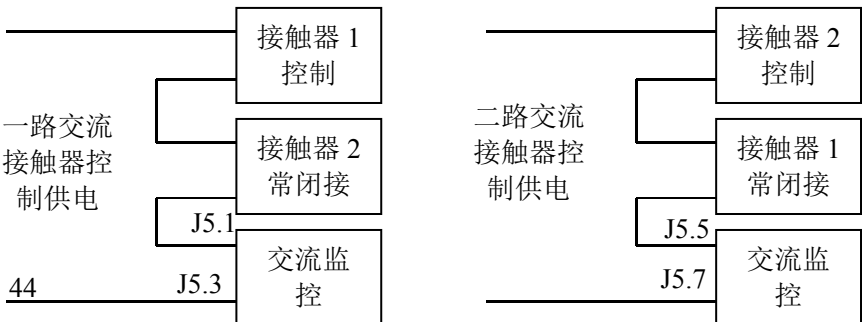 接触器 1
控制
一路交流
接触器控
制供电
接触器 2
常闭接
J5.1
交流监
控
44
J5.3
接触器 2
控制
二路交流
接触器控
制供电
接触器 1
常闭接
J5.5
交流监
控
J5.7